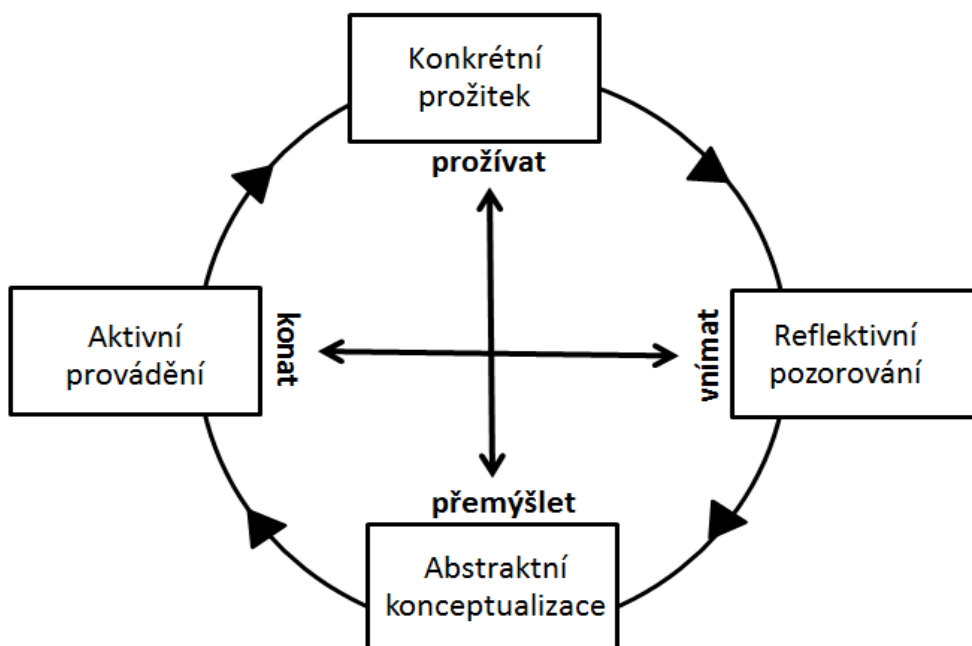 Konkrétní
prožitek
prožívat
Aktivní
provádění
konat
vnímat
Reflektivní
pozorování
přemýšlet
Abstraktní
konceptualizace